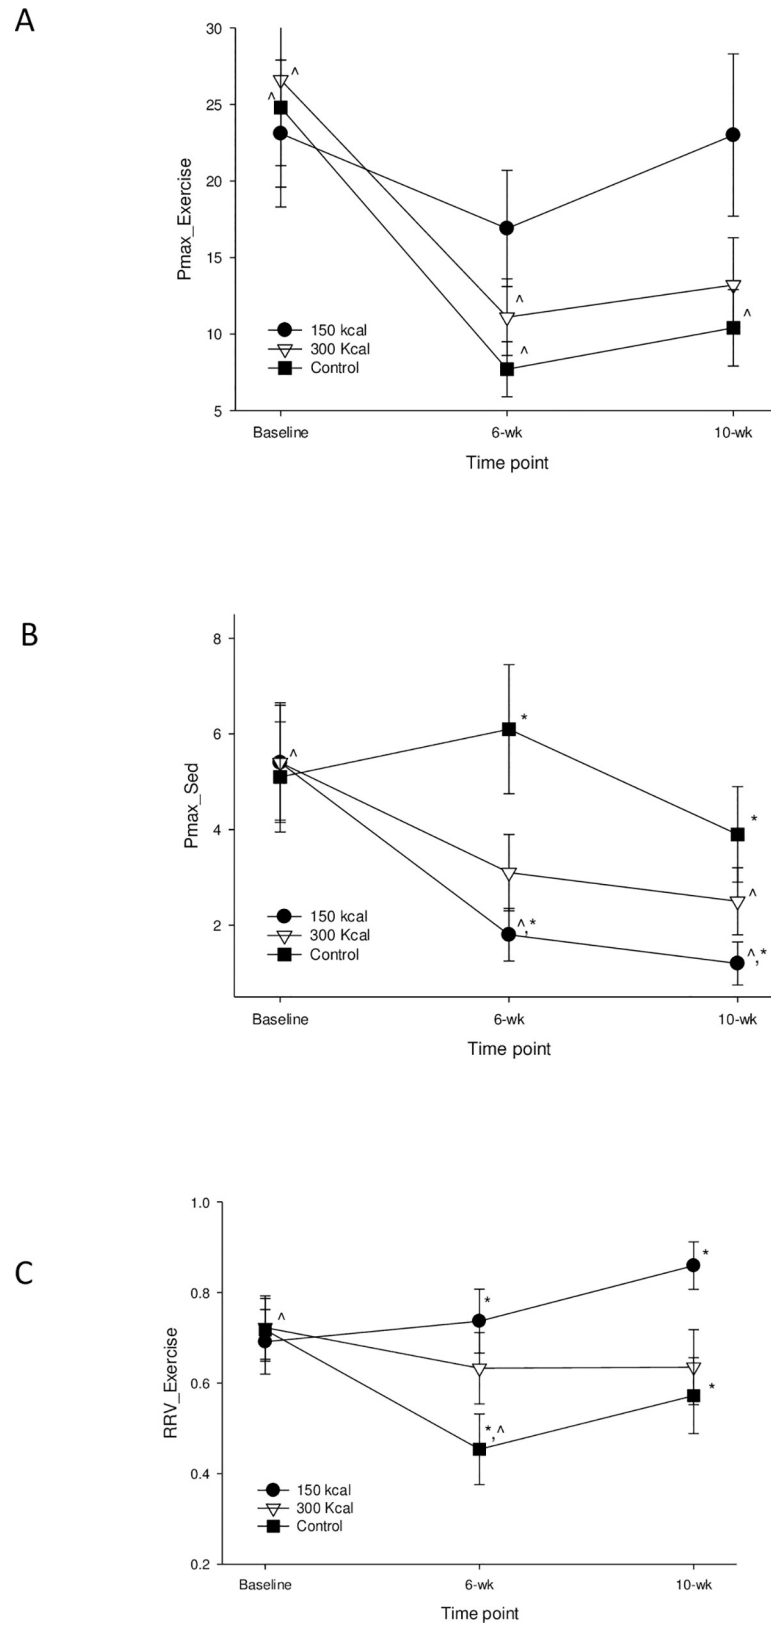 A
30
25
20
15
10
5
Pmax_Exercise
^
^
^
^
^
150 kcal
300 Kcal
Control
Baseline 6-wk 10-wk
Time point
B
8
6
4
2
Pmax_Sed
^
*
*
^
^,*
^,*
150 kcal
300 Kcal
Control
Baseline 6-wk 10-wk
Time point
C
1.0
0.8
0.6
0.4
0.2
RRV_Exercise
^
*
*
*
*,^
150 kcal
300 Kcal
Control
Baseline 6-wk 10-wk
Time point